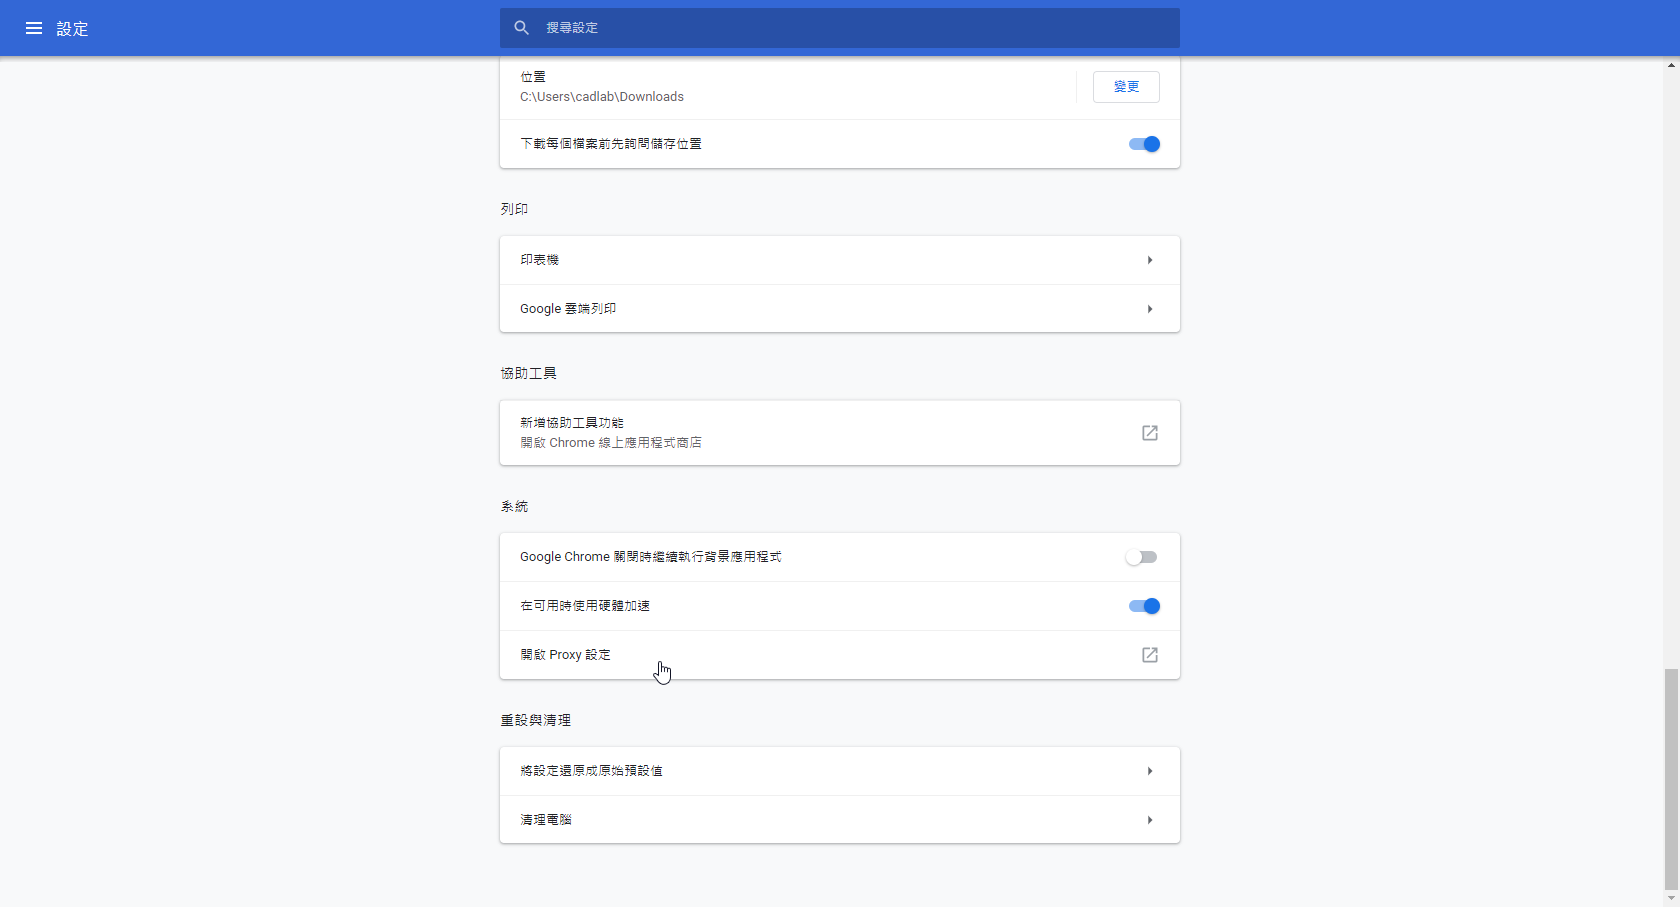 設定
搜尋設定
位置
C:\Users\cadlab\Downloads
變更
下載每個檔案前先詢問儲存位置
列印
印表機
Google 雲端列印
協助工具
新增協助工具功能
開啟 Chrome 線上應用程式商店
系統
Google Chrome 關閉時繼續執行背景應用程式
在可用時使用硬體加速
開啟 Proxy 設定
重設與清理
將設定還原成原始預設值
清理電腦